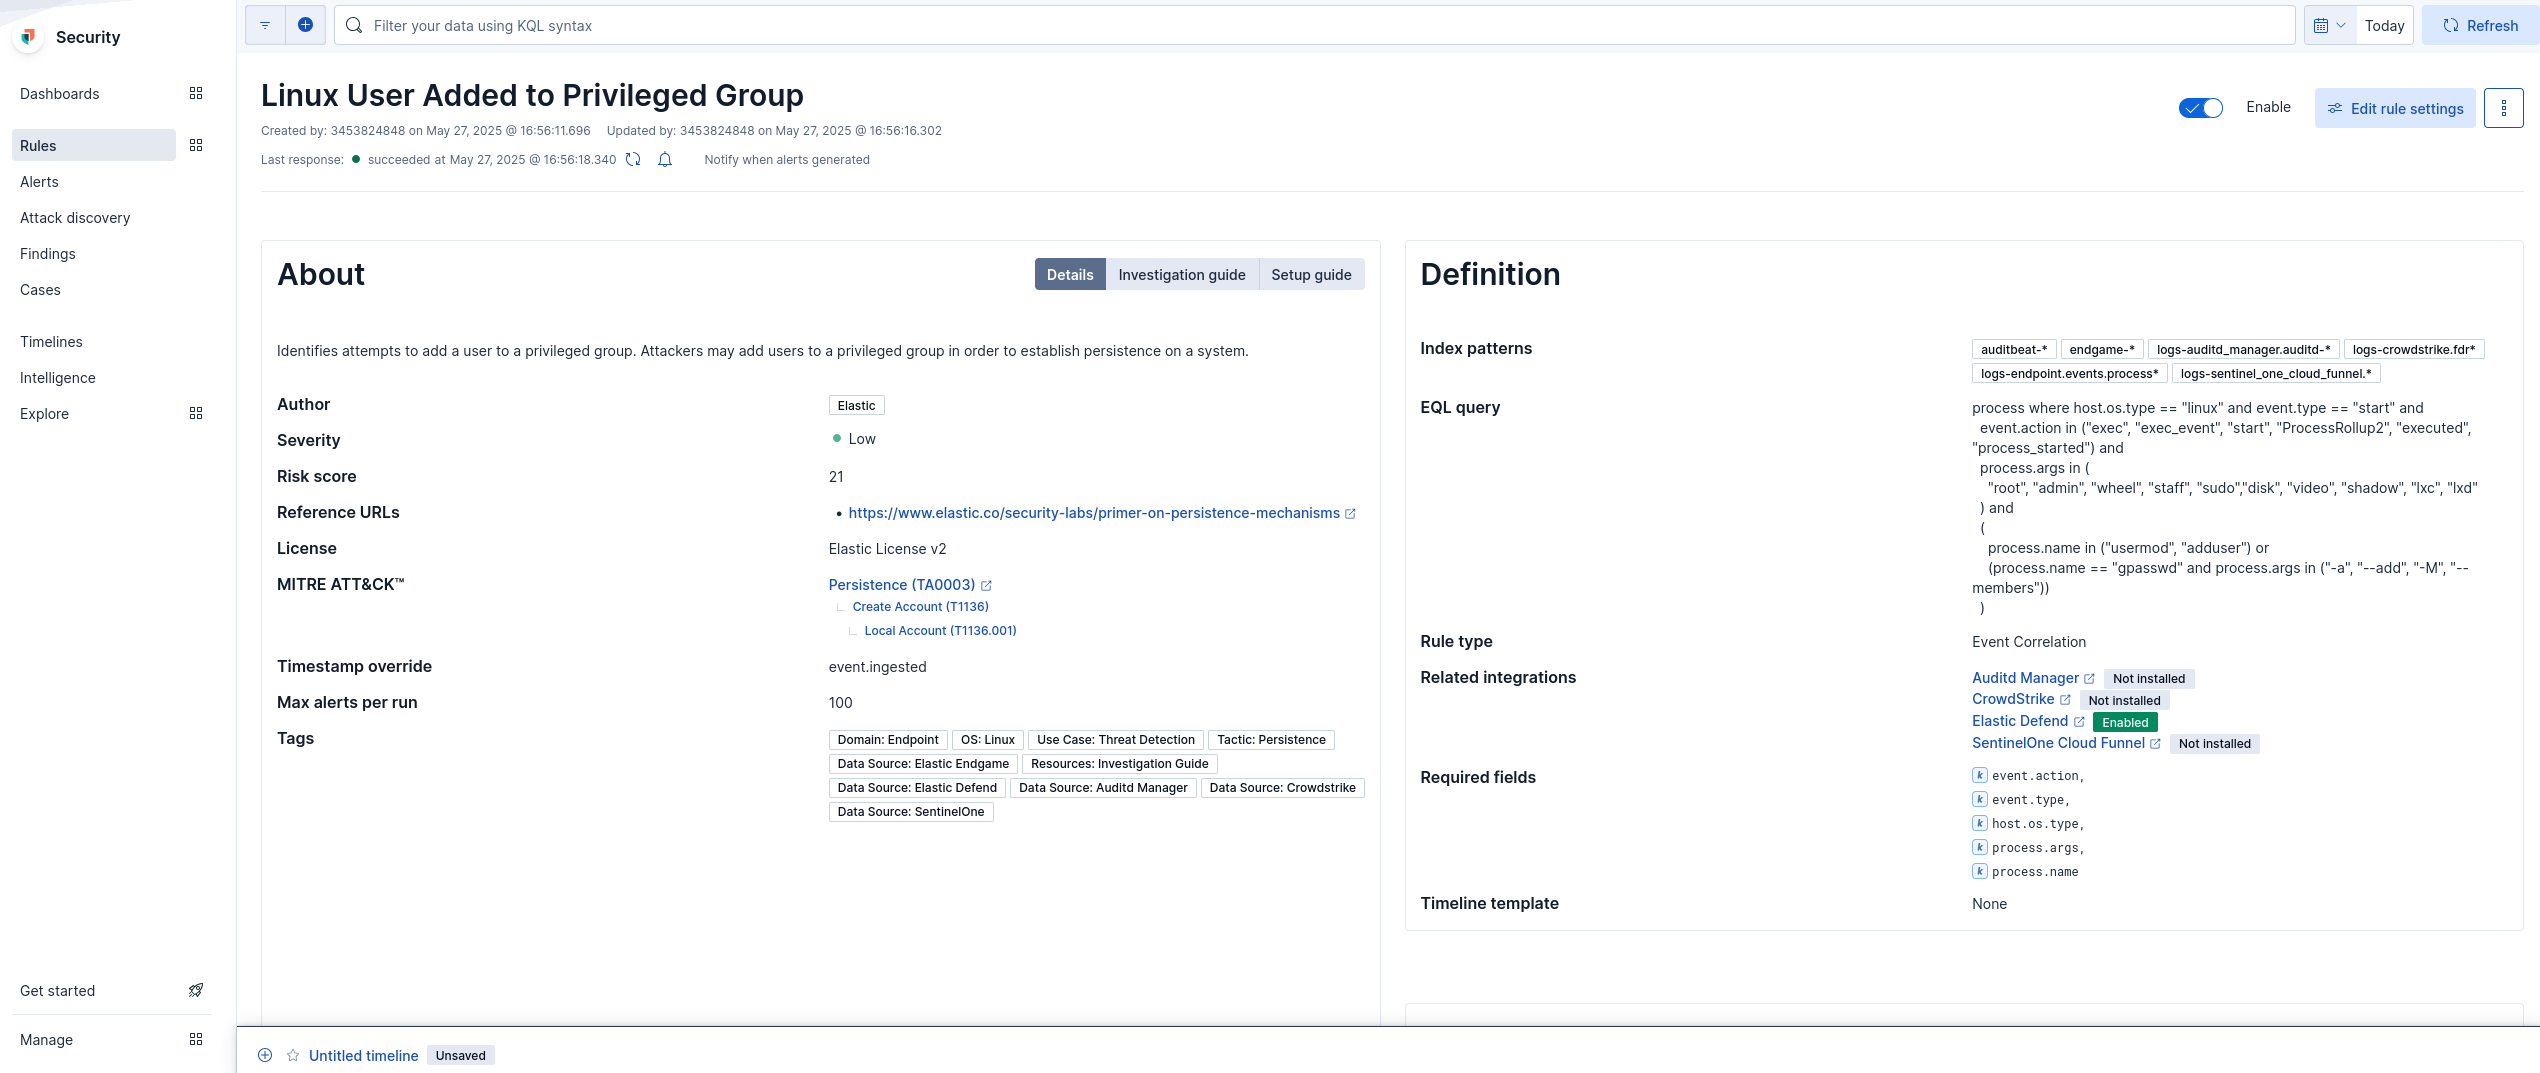 Security
Dashboards
Rules
Alerts
Attack discovery
Findings
Cases
Timelines
Intelligence
Explore
Get started
Manage
Filter your data using KQL syntax
Today
Refresh
Linux User Added to Privileged Group
Created by: 3453824848 on May 27, 2025 @ 16:56:11.696 Updated by: 3453824848 on May 27, 2025 @ 16:56:16.302
Last response: succeeded at May 27, 2025 @ 16:56:18.340 Notify when alerts generated
Enable
Edit rule settings
About
Details Investigation guide Setup guide
Identifies attempts to add a user to a privileged group. Attackers may add users to a privileged group in order to establish persistence on a system.
Author Elastic
Severity Low
Risk score 21
Reference URLs • https://www.elastic.co/security-labs/primer-on-persistence-mechanisms
License Elastic License v2
MITRE ATT&CK™ Persistence (TA0003)
Create Account (T1136)
Local Account (T1136.001)
Timestamp override event.ingested
Max alerts per run 100
Tags Domain: Endpoint OS: Linux Use Case: Threat Detection Tactic: Persistence
Data Source: Elastic Endgame Resources: Investigation Guide
Data Source: Elastic Defend Data Source: Auditd Manager Data Source: Crowdstrike
Data Source: SentinelOne
Definition
Index patterns auditbeat-* endgame-* logs-auditd_manager.auditd-* logs-crowdstrike.fdr*
logs-endpoint.events.process* logs-sentinel_one_cloud_funnel.*
EQL query process where host.os.type == "linux" and event.type == "start" and
event.action in ("exec", "exec_event", "start", "ProcessRollup2", "executed",
"process_started") and
process.args in (
"root", "admin", "wheel", "staff", "sudo","disk", "video", "shadow", "lxc", "lxd"
) and
(
process.name in ("usermod", "adduser") or
(process.name == "gpasswd" and process.args in ("-a", "--add", "-M", "--
members"))
)
Rule type Event Correlation
Related integrations Auditd Manager Not installed
CrowdStrike Not installed
Elastic Defend Enabled
SentinelOne Cloud Funnel Not installed
Required fields k event.action,
k event.type,
k host.os.type,
k process.args,
k process.name
Timeline template None
Untitled timeline Unsaved